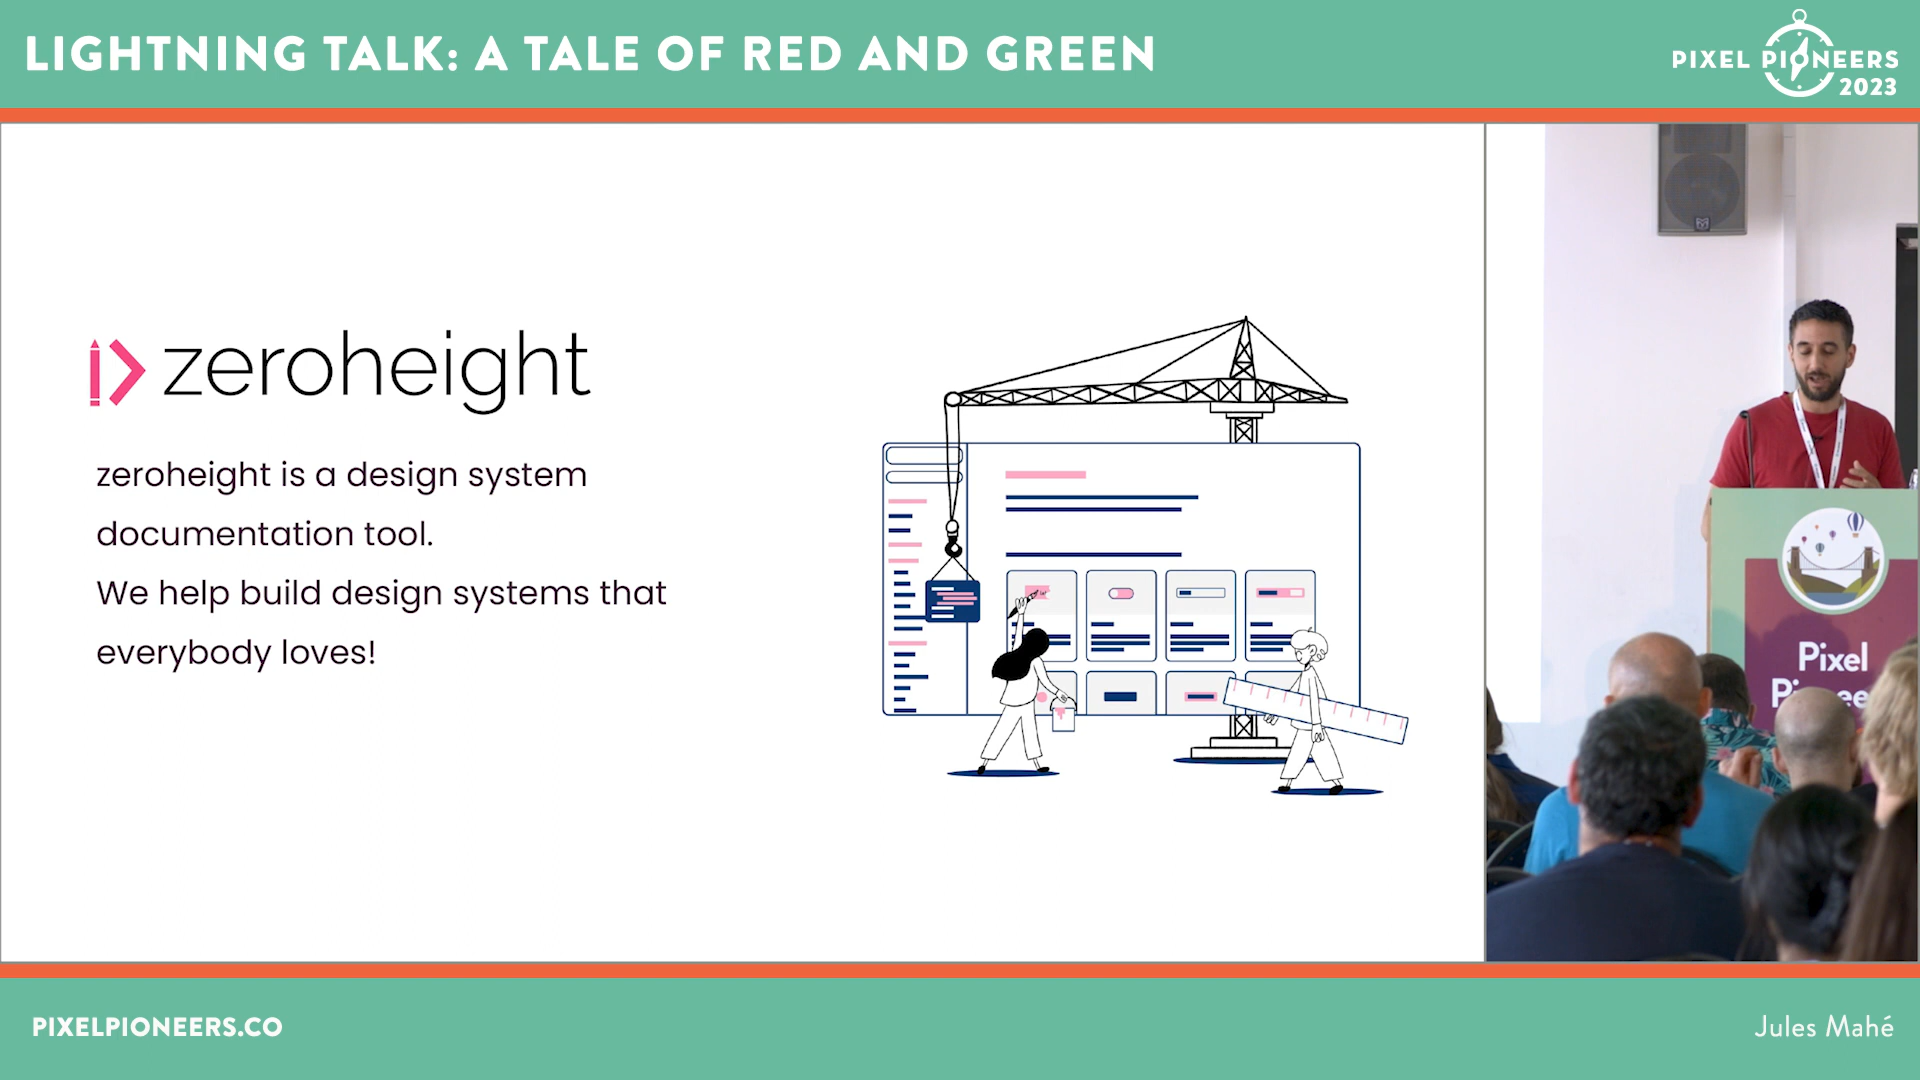 LIGHTNING TALK: A TALE OF RED AND GREEN
PIXEL PIONEERS
2023
zeroheight
zeroheight is a design system
documentation tool.
We help build design systems that
everybody loves!
Pixel
PIXELPIONEERS.CO
Jules Mahé